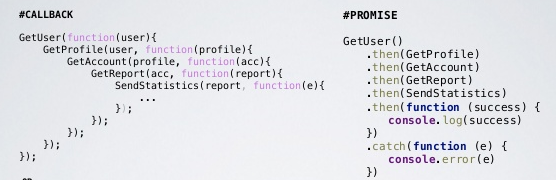 #CALLBACK
GetUser(function(user){
    GetProfile(user, function(profile){
        GetAccount(profile, function(acc){
            GetReport(acc, function(report){
                SendStatistics(report, function(e){
                    ...
                });
            });
        });
    });
});
#PROMISE
GetUser()
    .then(GetProfile)
    .then(GetAccount)
    .then(GetReport)
    .then(SendStatistics)
    .then(function (success) {
        console.log(success)
    })
    .catch(function (e) {
        console.error(e)
    })